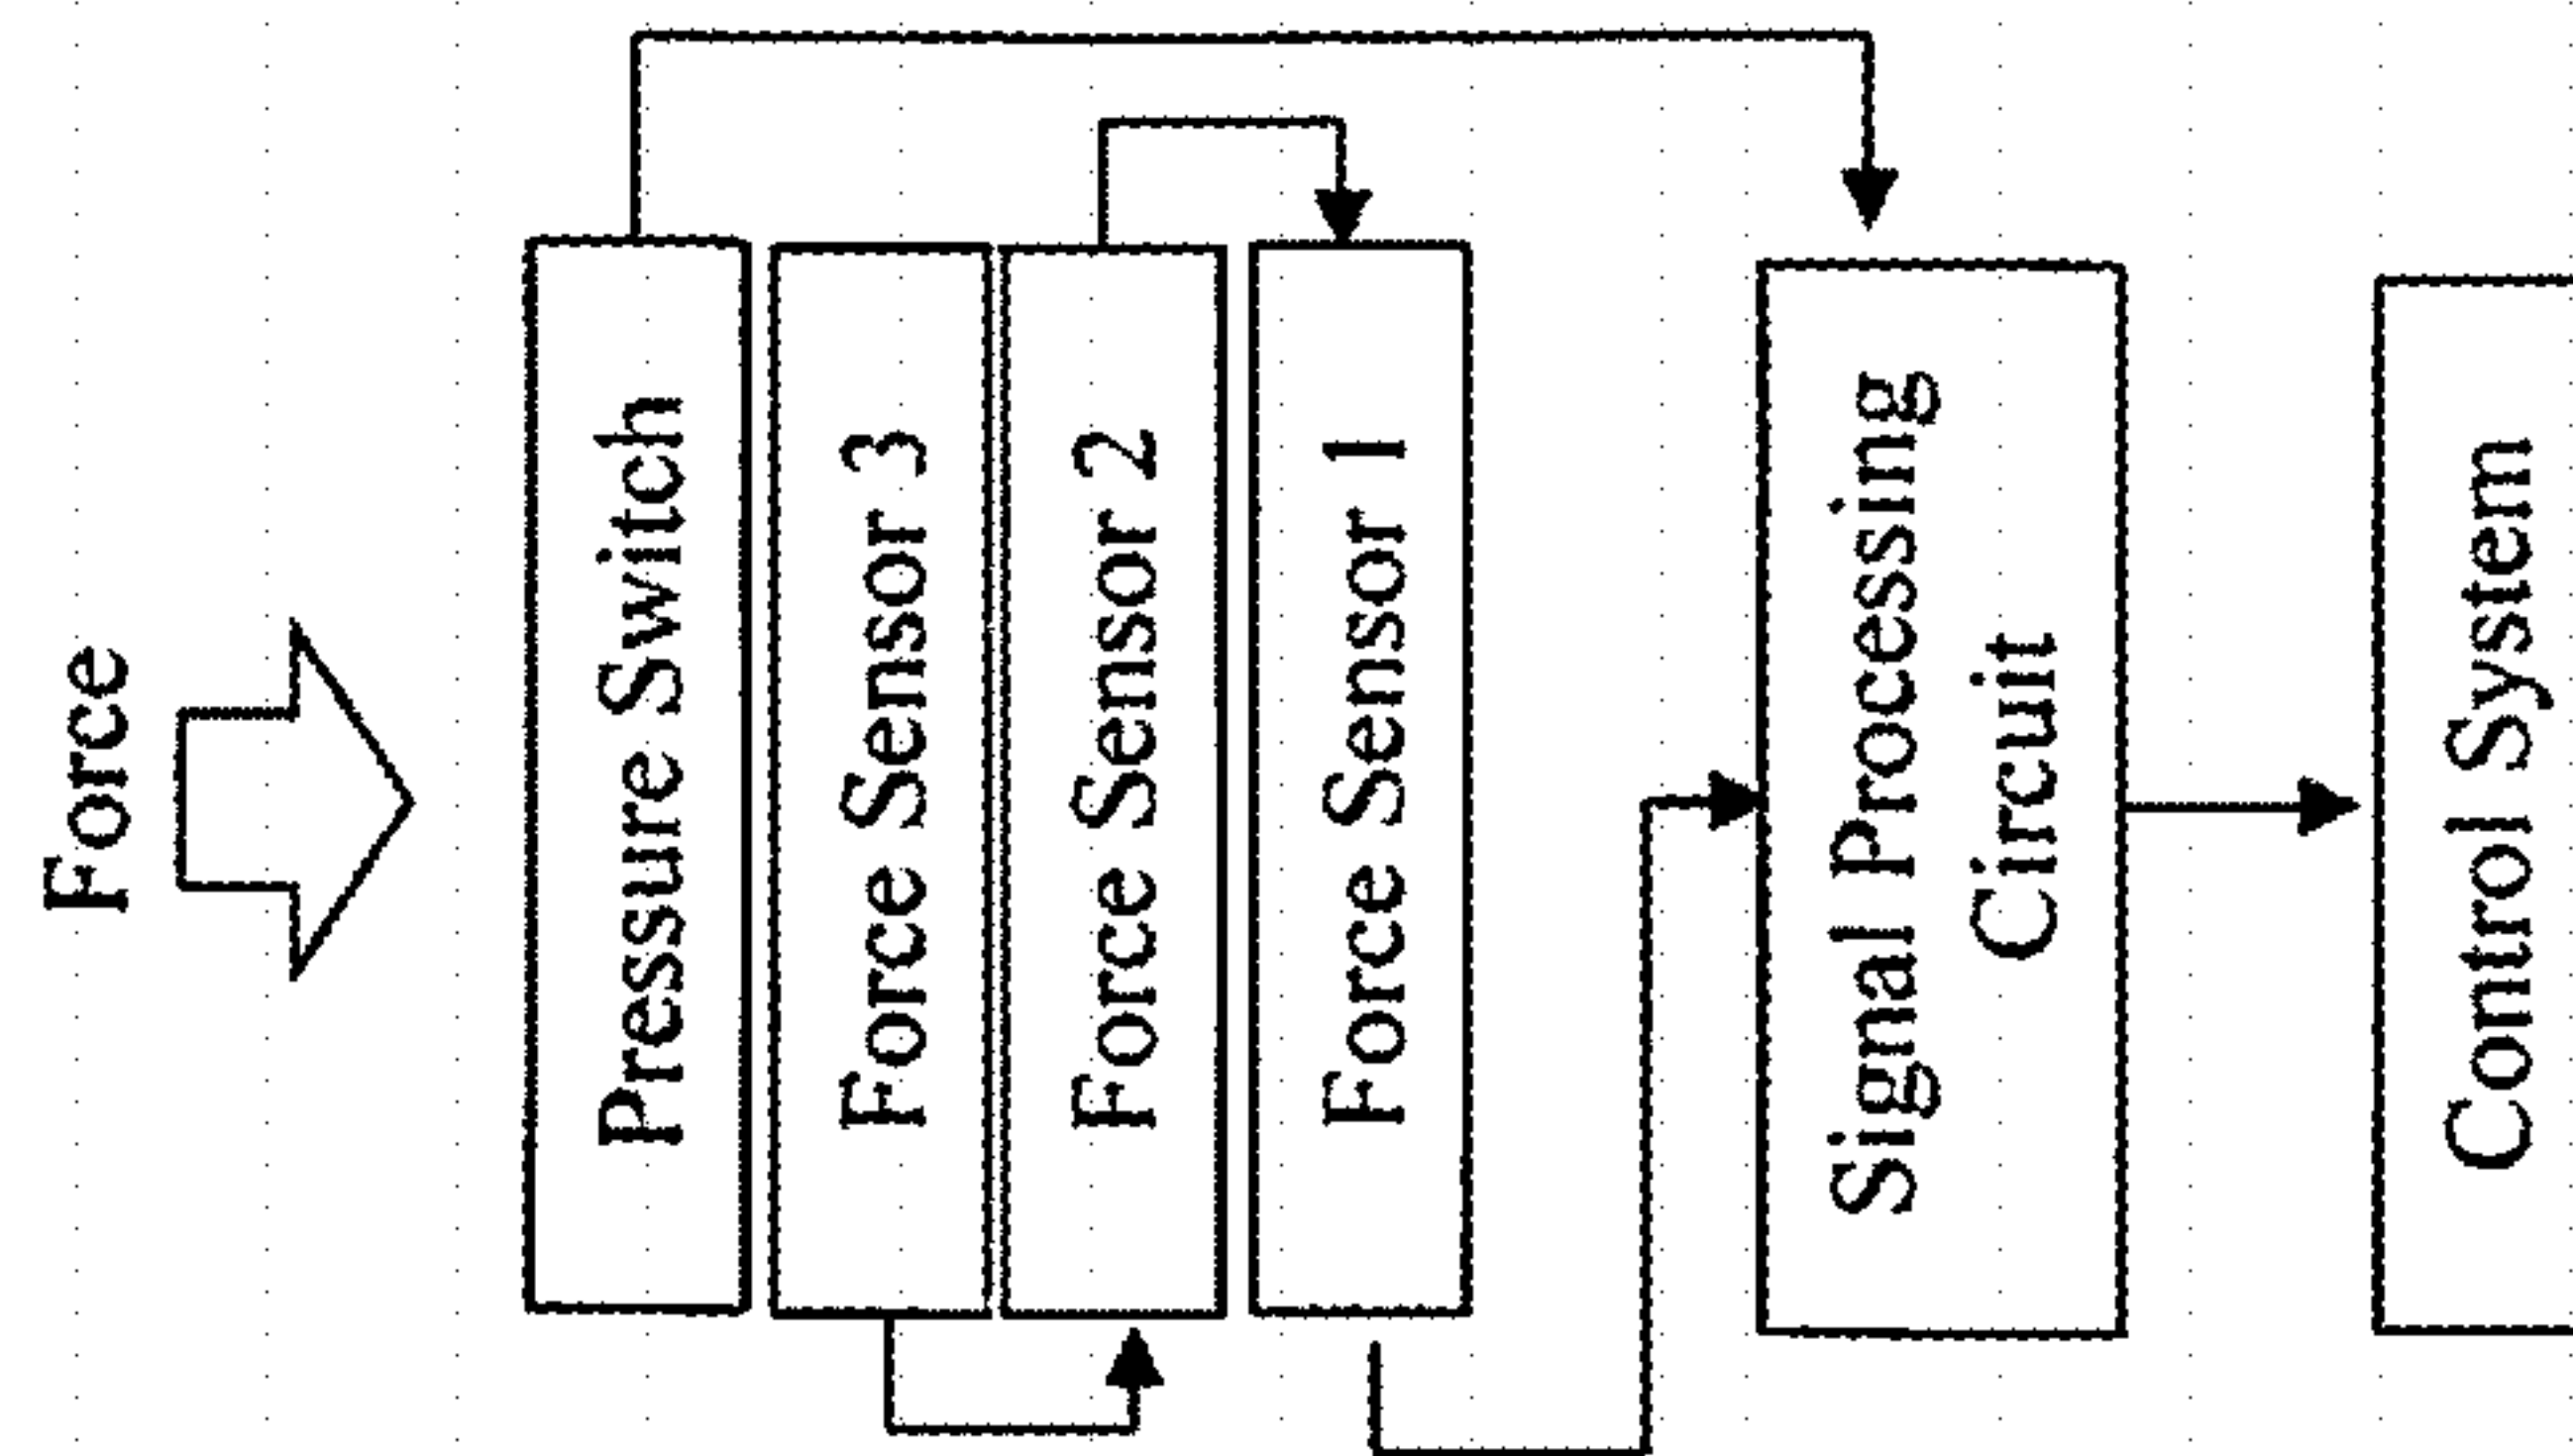 Force
Pressure Switch
Force Sensor 3
Force Sensor 2
Force Sensor 1
Signal Processing
Circuit
Control System